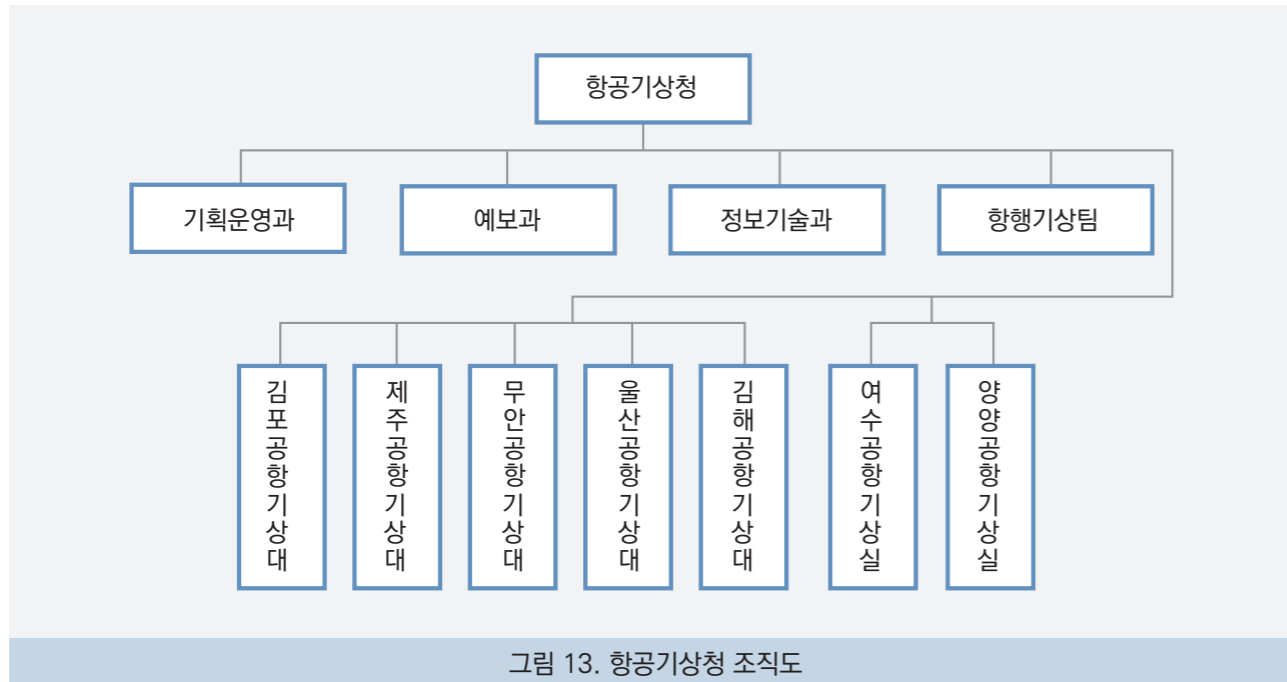 항공기상청
기획운영과
예보과
정보기술과
항행기상팀
김포공항기상대
제주공항기상대
무안공항기상대
울산공항기상대
김해공항기상대
여수공항기상실
양양공항기상실
그림 13. 항공기상청 조직도